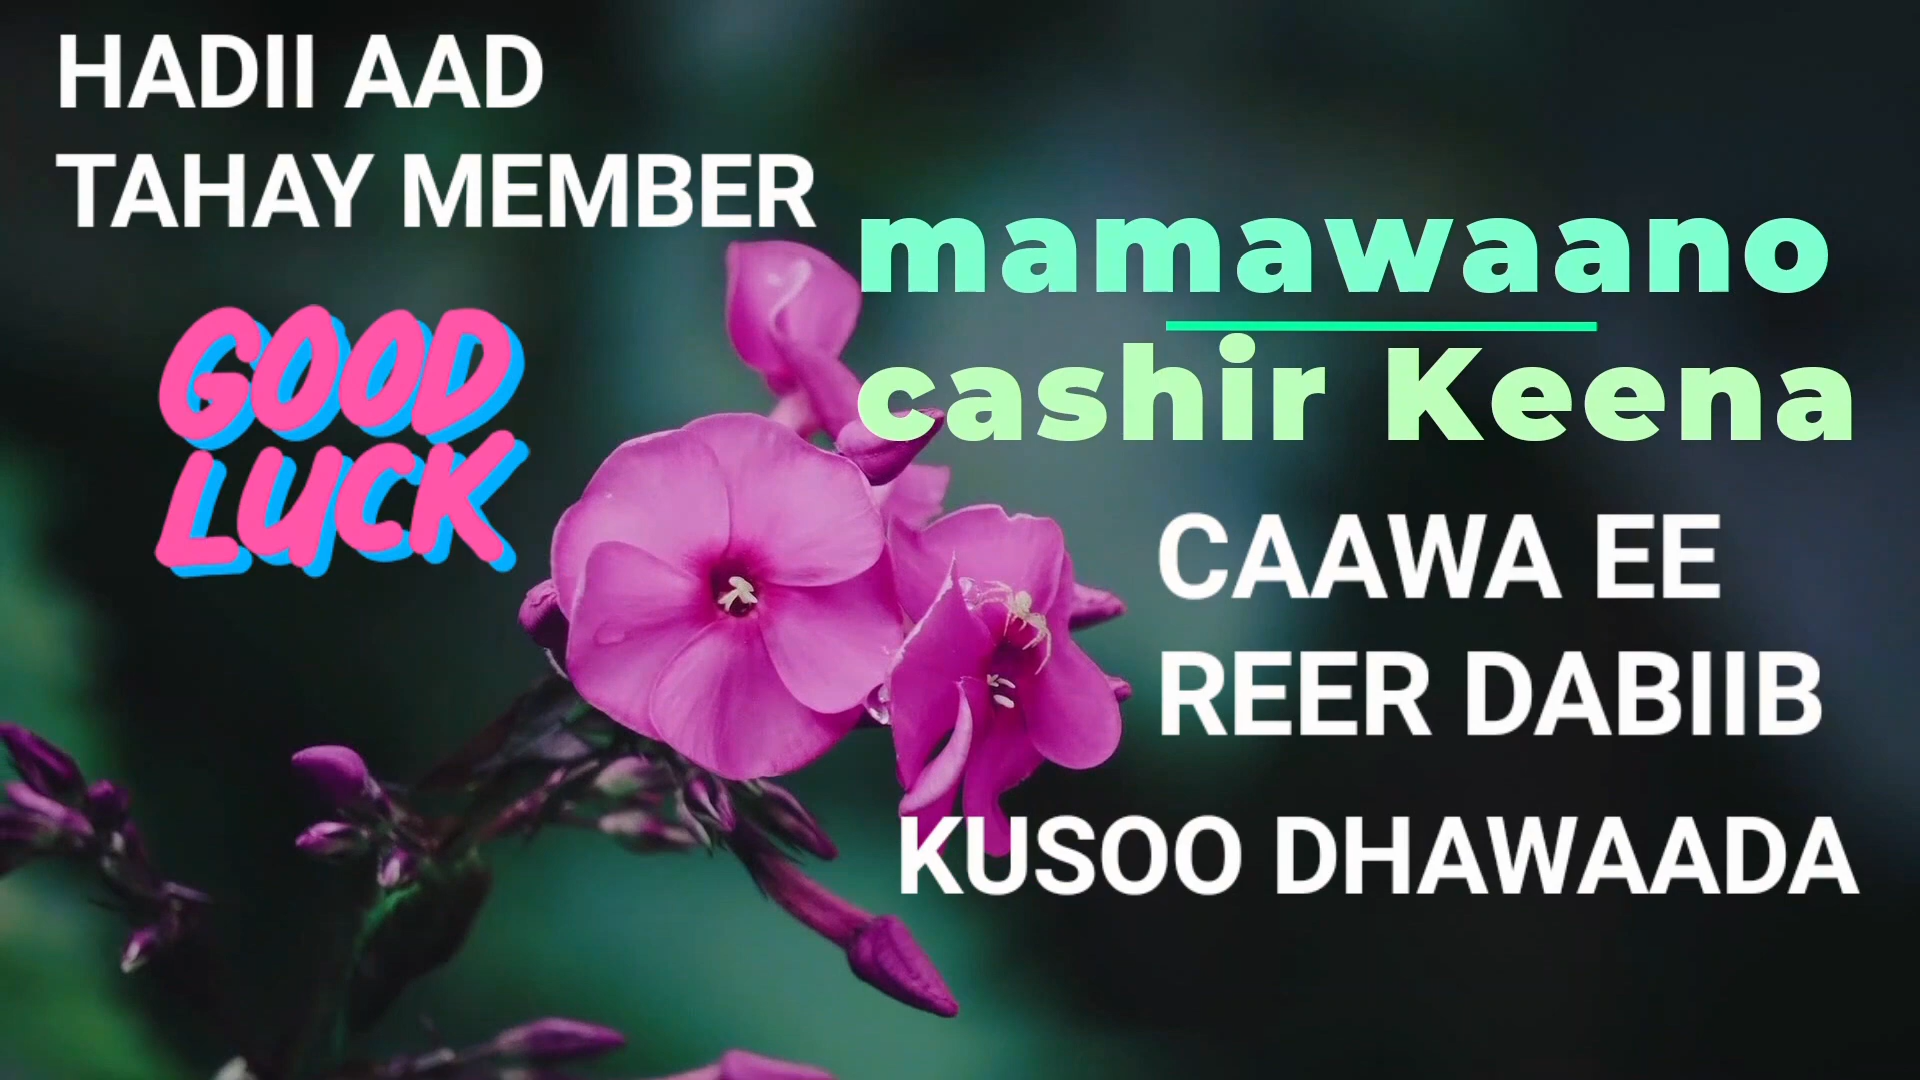 HADII AAD
TAHAY MEMBER
GOOD
LUCK
mamawaano
cashir Keena
CAAWA EE
REER DABIIB
KUSOO DHAWAADA